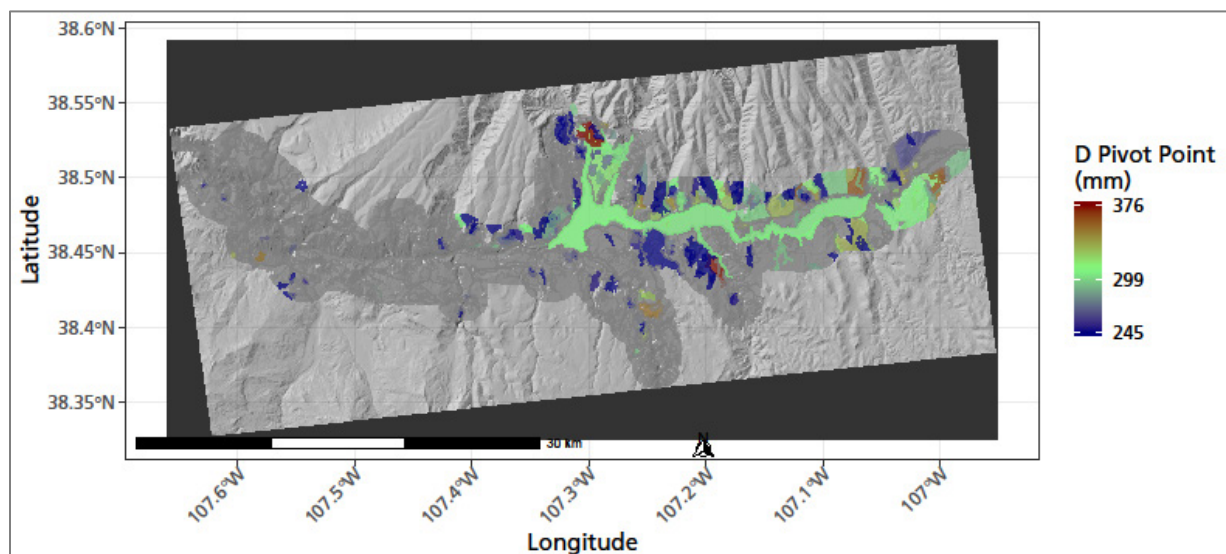 38.6°N
38.55°N
38.5°N
38.45°N
38.4°N
38.35°N
Latitude
30 km
N
107.6°W
107.5°W
107.4°W
107.3°W
107.2°W
107.1°W
107°W
Longitude
D Pivot Point
(mm)
376
299
245